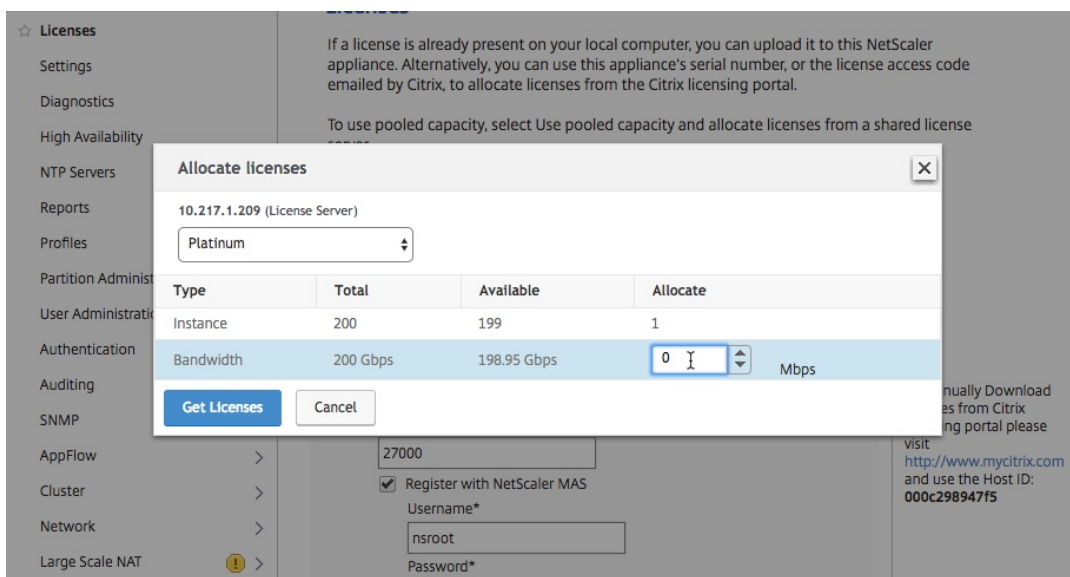 Licenses
Licenses
Settings
Diagnostics
High Availability
NTP Servers
Reports
Profiles
Partition Administ
User Administratio
Authentication
Auditing
SNMP
AppFlow
Cluster
Network
Large Scale NAT
If a license is already present on your local computer, you can upload it to this NetScaler
appliance. Alternatively, you can use this appliance's serial number, or the license access code
emailed by Citrix, to allocate licenses from the Citrix licensing portal.
To use pooled capacity, select Use pooled capacity and allocate licenses from a shared license
server
Allocate licenses
10.217.1.209 (License Server)
Platinum
Type Total Available Allocate
Instance 200 199 1
Bandwidth 200 Gbps 198.95 Gbps 0 Mbps
Get Licenses Cancel
27000
Register with NetScaler MAS
Username*
nsroot
Password*
nually Download
es from Citrix
ng portal please
visit
http://www.mycitrix.com
and use the Host ID:
000c298947f5